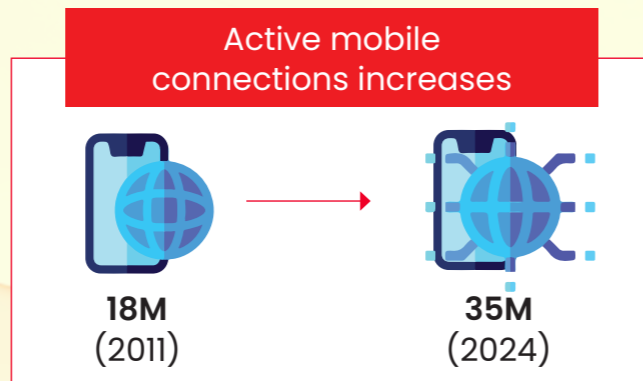 Active mobile
connections increases
18M
(2011)
35M
(2024)